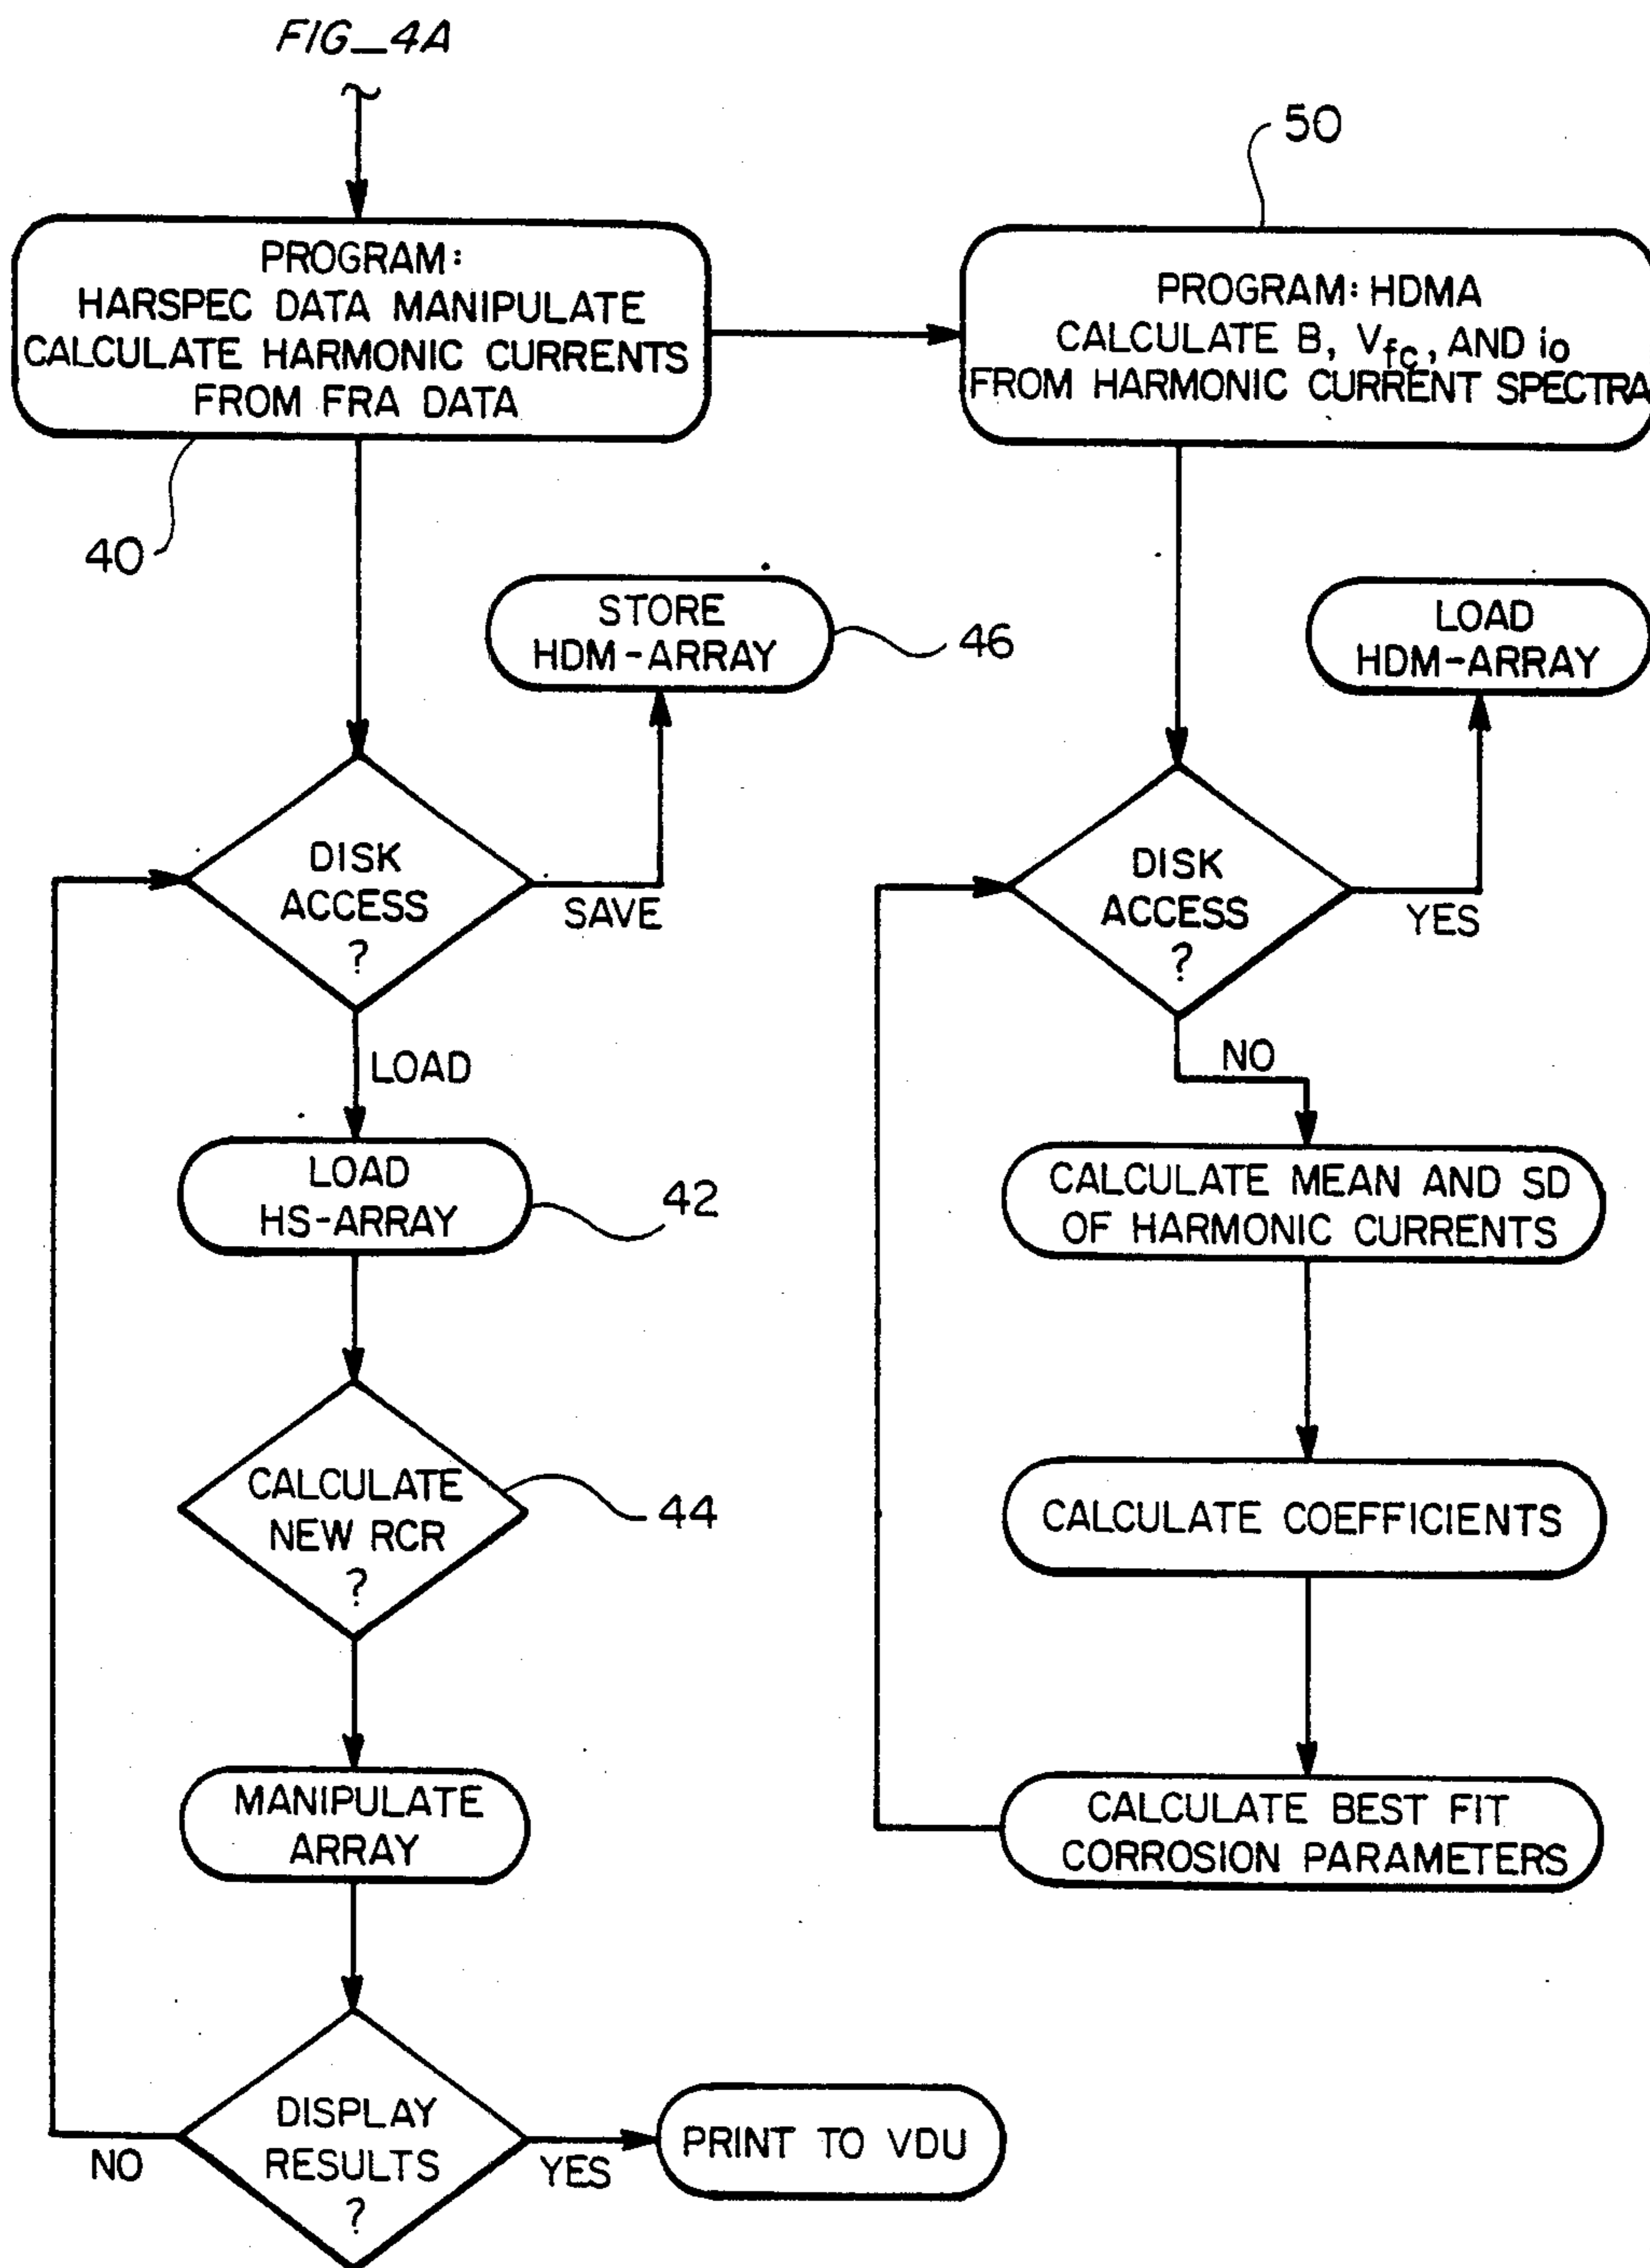 FIG_4A
PROGRAM:
HARSPEC DATA MANIPULATE
CALCULATE HARMONIC CURRENTS
FROM FRA DATA
40
50
PROGRAM: HDMA
CALCULATE B, Vfc, AND io
FROM HARMONIC CURRENT SPECTRA
STORE
HDM-ARRAY
46
LOAD
HDM-ARRAY
DISK
ACCESS
?
SAVE
LOAD
DISK
ACCESS
?
YES
NO
LOAD
HS-ARRAY
42
CALCULATE MEAN AND SD
OF HARMONIC CURRENTS
CALCULATE
NEW RCR
?
44
CALCULATE COEFFICIENTS
MANIPULATE
ARRAY
CALCULATE BEST FIT
CORROSION PARAMETERS
DISPLAY
RESULTS
?
NO
YES
PRINT TO VDU